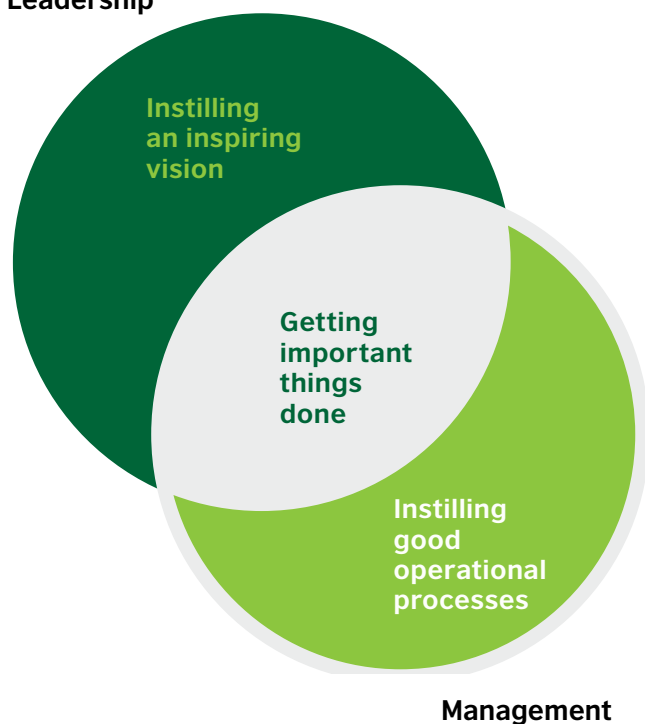 Leadership
Instilling
an inspiring
vision
Getting
important
things
done
Instilling
good
operational
processes
Management